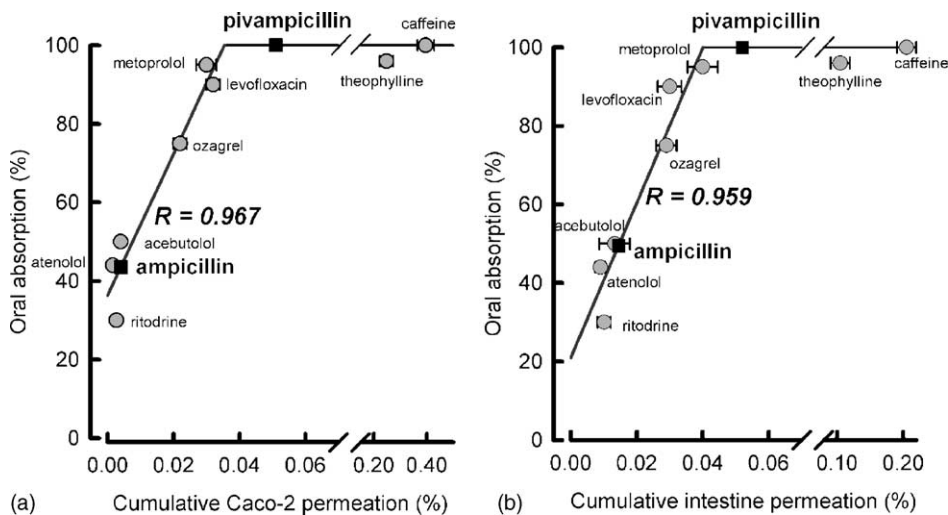 pivampicillin
caffeine
100
metoprolol
theophylline
levofloxacin
80
ozagrel
60
R = 0.967
acebutolol
atenolol
ampicillin
40
ritodrine
20
0
Oral absorption (%)
0.00 0.02 0.04 0.06 0.20 0.40
(a) Cumulative Caco-2 permeation (%)
pivampicillin
100
metoprolol
caffeine
theophylline
levofloxacin
80
ozagrel
R = 0.959
60
acebutolol
ampicillin
atenolol
40
ritodrine
20
0
Oral absorption (%)
0.00 0.02 0.04 0.06 0.10 0.20
(b) Cumulative intestine permeation (%)